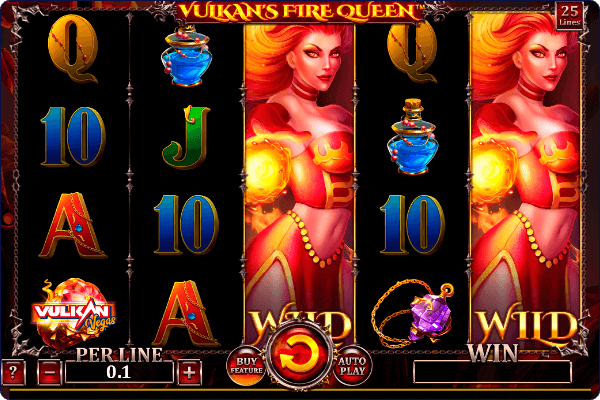 VULKAN'S FIRE QUEEN™
25
Lines
Q
Q
10
J
A
10
10
VULKAN
Vegas
A
WILD
WILD
PER LINE
BUY
FEATURE
AUTO
PLAY
WIN
?
−
0.1
+